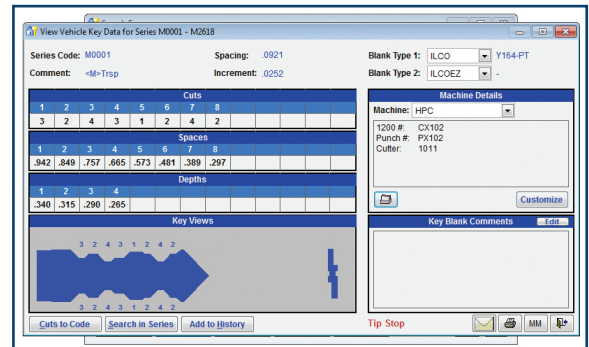 View Vehicle Key Data for Series M0001 - M2618
Series Code: M0001 Spacing: .0921 Blank Type 1: ILCO Y164-PT
Comment: <M>Trsp Increment: .0252 Blank Type 2: ILCOEZ -
Cuts
1 2 3 4 5 6 7 8
3 2 4 3 1 2 4 2
Spaces
1 2 3 4 5 6 7 8
.942 .849 .757 .665 .573 .481 .389 .297
Depths
1 2 3 4
.340 .315 .290 .265
Key Views
3 2 4 3 1 2 4 2
3 2 4 3 1 2 4 2
Machine Details
Machine: HPC
1200 #: CX102
Punch #: PX102
Cutter: 1011
Customize
Key Blank Comments Edit
Cuts to Code Search in Series Add to History Tip Stop MM